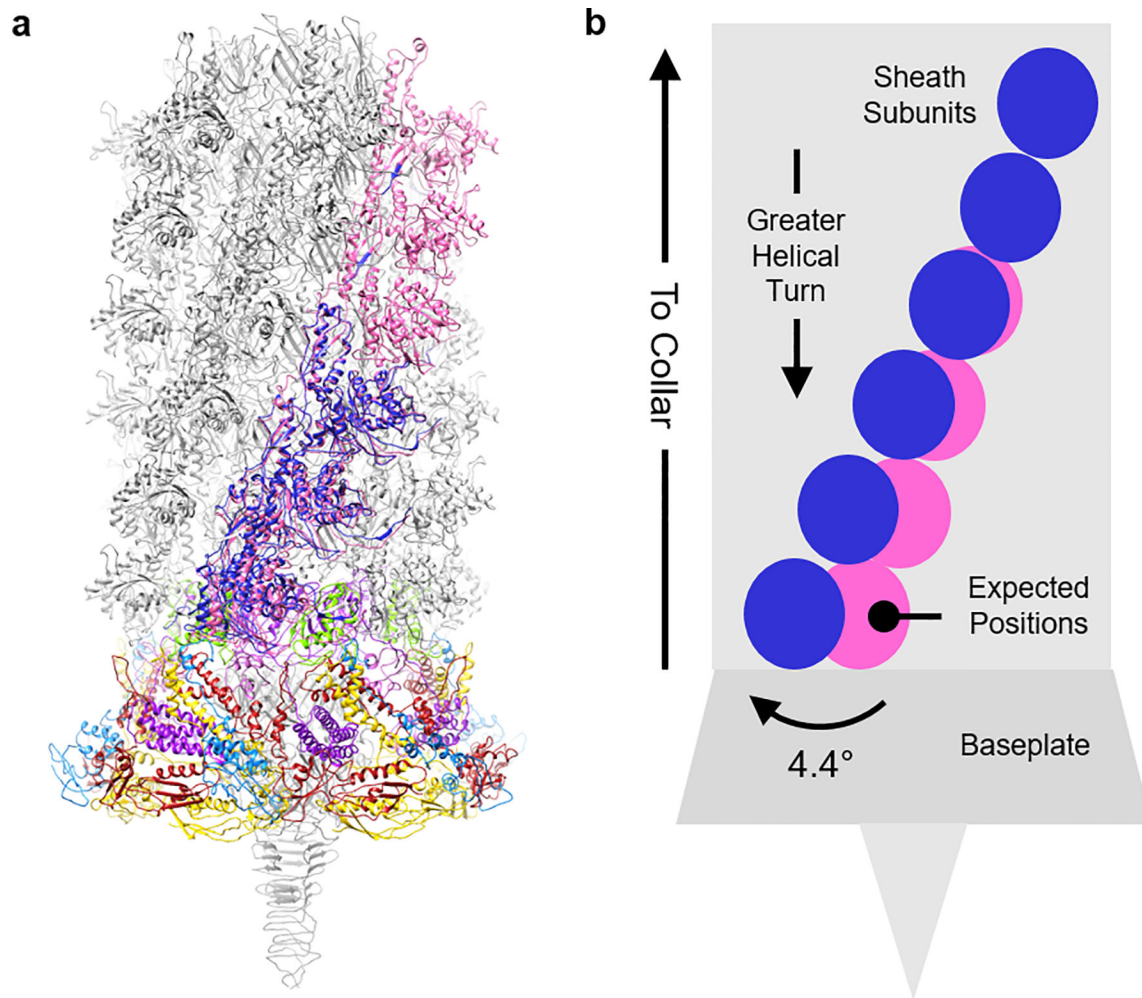 a
b
Sheath
Subunits
Greater
Helical
Turn
To Collar
Expected
Positions
Baseplate
4.4°